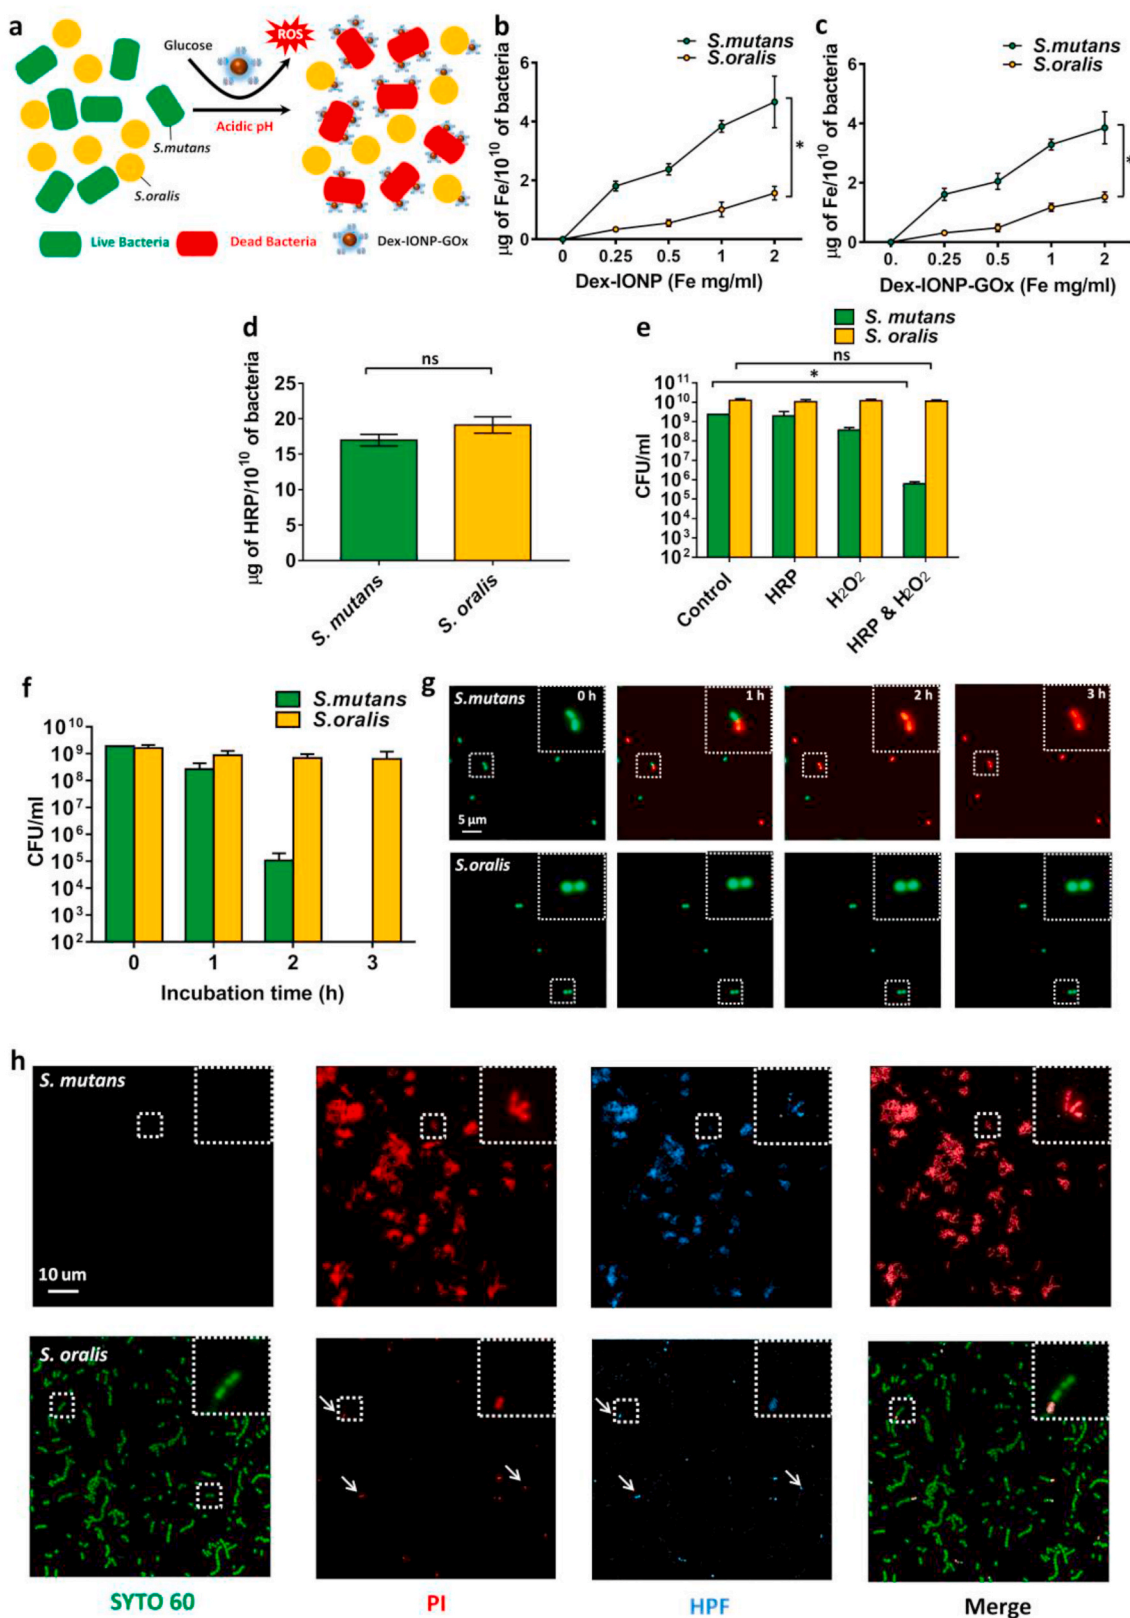 a
Glucose
ROS
Acidic pH
S.mutans
S.oralis
Live Bacteria
Dead Bacteria
Dex-IONP-GOx
b
S.mutans
S.oralis
µg of Fe/10¹⁰ of bacteria
6
4
2
0
0 0.25 0.5 1 2
*
Dex-IONP (Fe mg/ml)
c
S.mutans
S.oralis
µg of Fe/10¹⁰ of bacteria
6
4
2
0
0. 0.25 0.5 1 2
*
Dex-IONP-GOx (Fe mg/ml)
d
ns
µg of HRP/10¹⁰ of bacteria
25
20
15
10
5
0
S. mutans
S. oralis
e
S. mutans
S. oralis
ns
*
CFU/ml
10¹¹
10¹⁰
10⁹
10⁸
10⁷
10⁶
10⁵
10⁴
10³
10²
Control
HRP
H₂O₂
HRP & H₂O₂
f
S.mutans
S.oralis
CFU/ml
10¹⁰
10⁹
10⁸
10⁷
10⁶
10⁵
10⁴
10³
10²
0 1 2 3
Incubation time (h)
g
S.mutans
0 h
1 h
2 h
3 h
5 µm
S.oralis
h
S. mutans
10 um
S. oralis
SYTO 60
PI
HPF
Merge